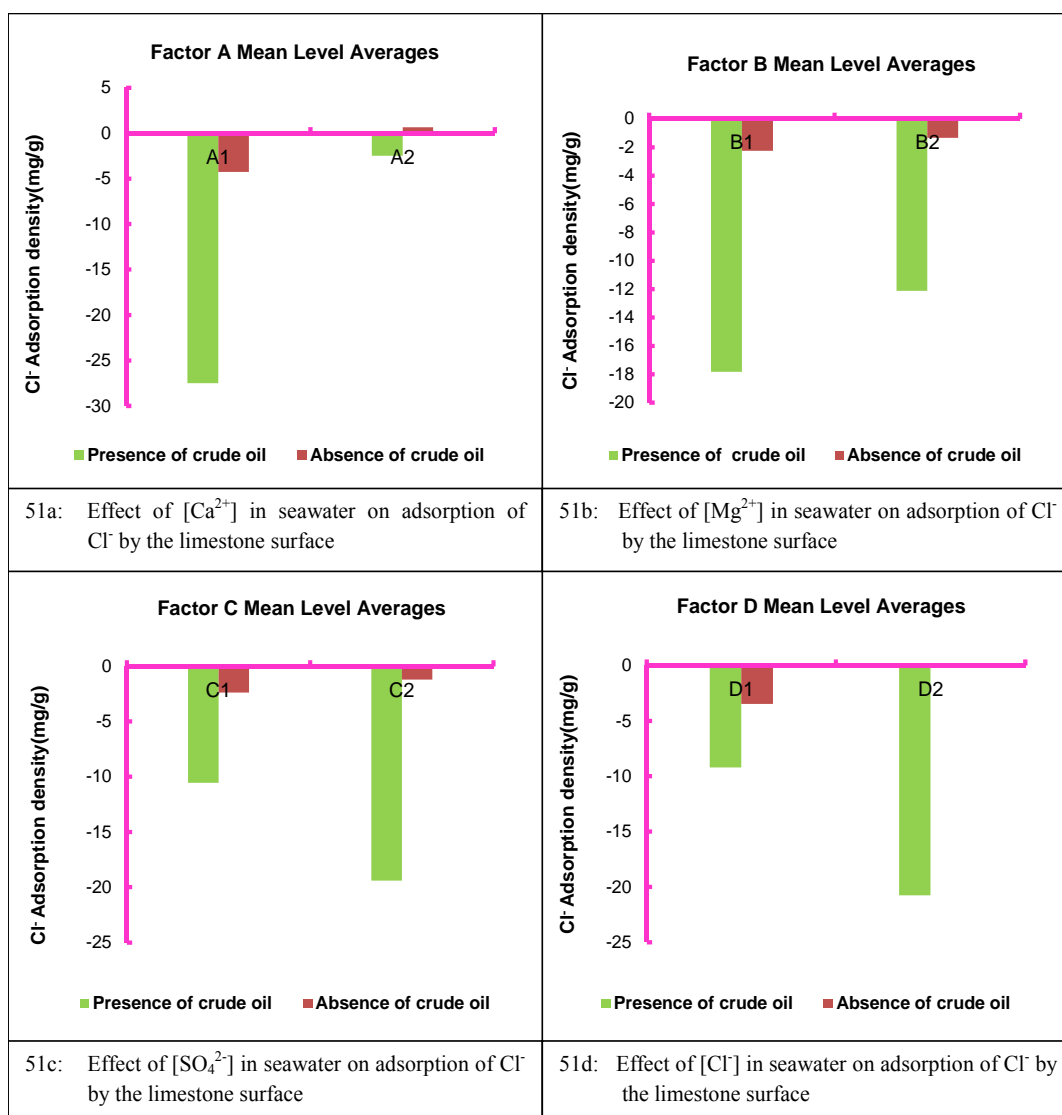 Factor A Mean Level Averages
Cl⁻ Adsorption density(mg/g)
5
0
-5
-10
-15
-20
-25
-30
A1
A2
Presence of crude oil
Absence of crude oil
51a: Effect of [Ca²⁺] in seawater on adsorption of
Cl⁻ by the limestone surface
Factor B Mean Level Averages
Cl⁻ Adsorption density(mg/g)
0
-2
-4
-6
-8
-10
-12
-14
-16
-18
-20
B1
B2
Presence of crude oil
Absence of crude oil
51b: Effect of [Mg²⁺] in seawater on adsorption of Cl⁻
by the limestone surface
Factor C Mean Level Averages
Cl⁻ Adsorption density(mg/g)
0
-5
-10
-15
-20
-25
C1
C2
Presence of crude oil
Absence of crude oil
51c: Effect of [SO₄²⁻] in seawater on adsorption of Cl⁻
by the limestone surface
Factor D Mean Level Averages
Cl⁻ Adsorption density(mg/g)
0
-5
-10
-15
-20
-25
D1
D2
Presence of crude oil
Absence of crude oil
51d: Effect of [Cl⁻] in seawater on adsorption of Cl⁻ by
the limestone surface